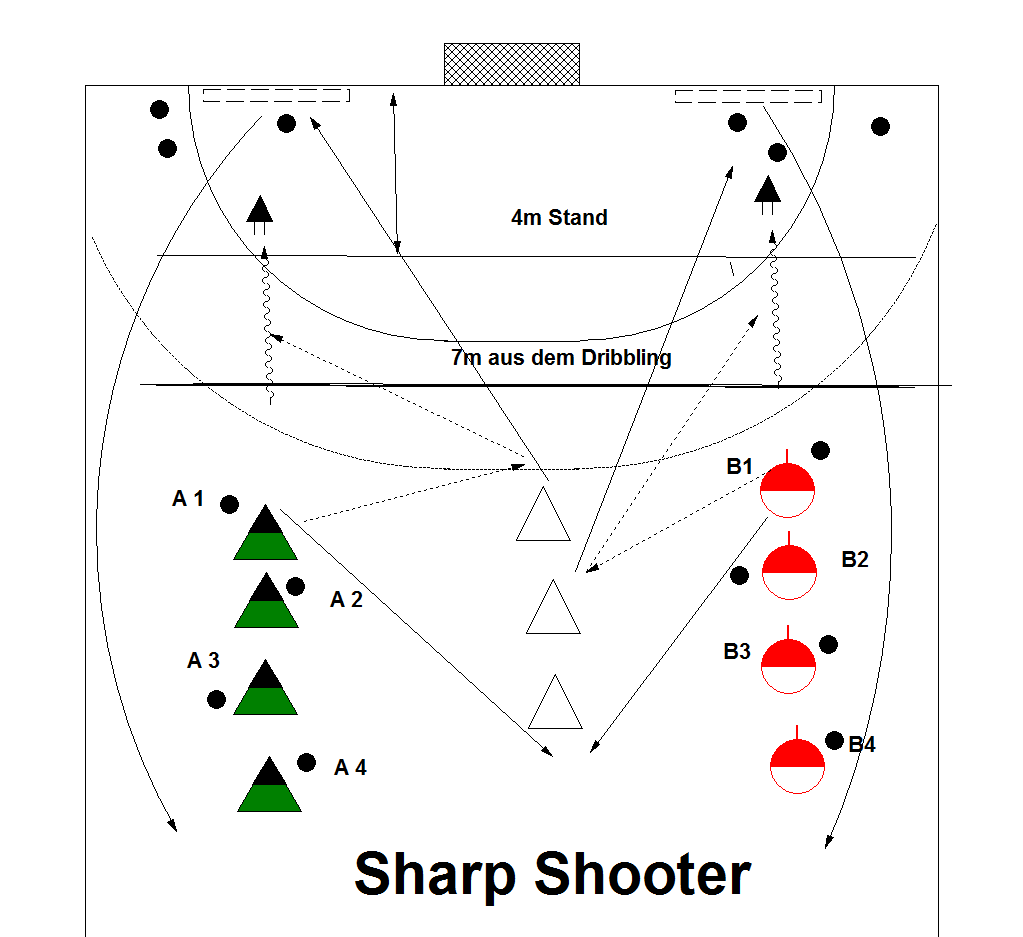 4m Stand
7m aus dem Dribbling
B1
A 1
B2
A 2
B3
A 3
B4
A 4
Sharp Shooter